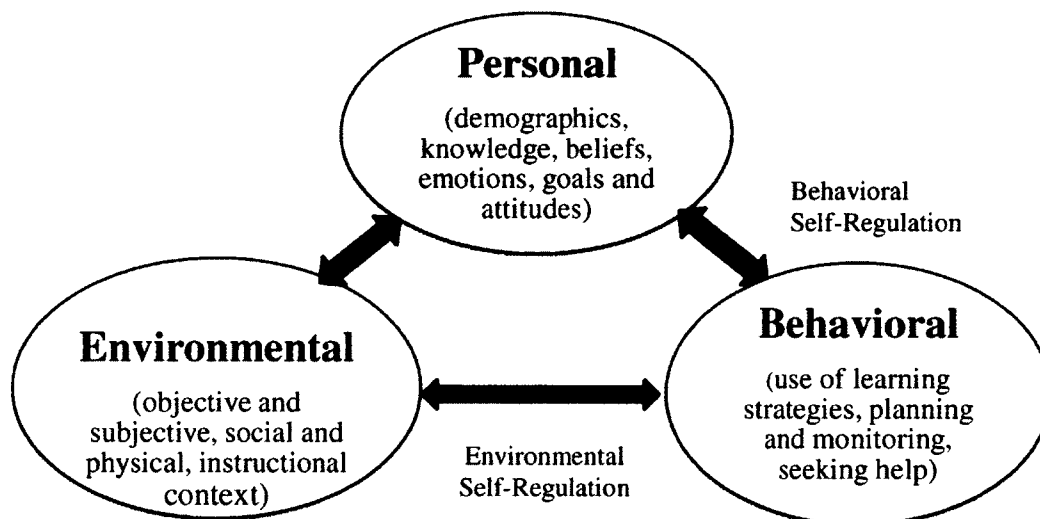 Personal
(demographics,
knowledge, beliefs,
emotions, goals and
attitudes)
Behavioral
Self-Regulation
Environmental
(objective and
subjective, social and
physical, instructional
context)
Behavioral
(use of learning
strategies, planning
and monitoring,
seeking help)
Environmental
Self-Regulation